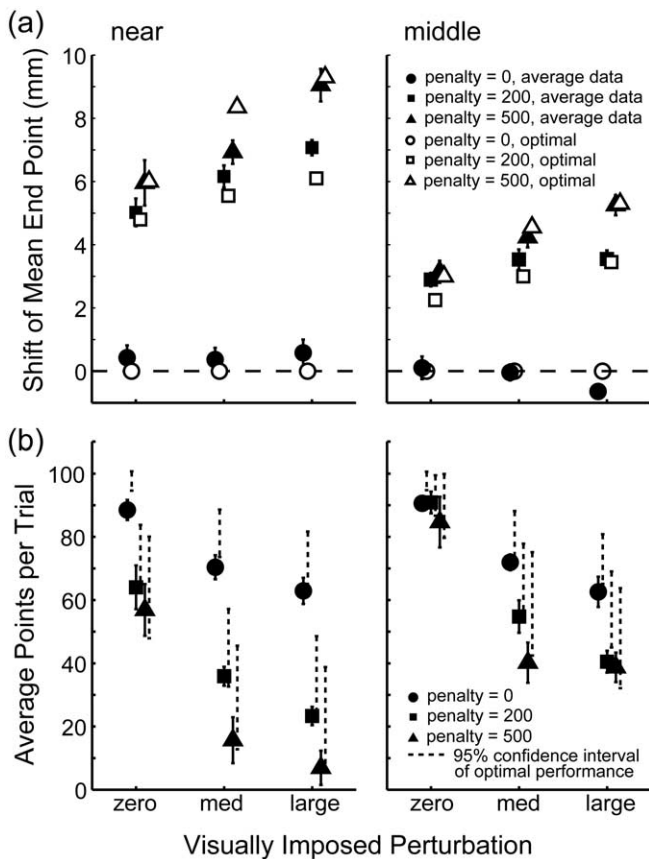 (a)
near
middle
Shift of Mean End Point (mm)
10
8
6
4
2
0
penalty = 0, average data
penalty = 200, average data
penalty = 500, average data
penalty = 0, optimal
penalty = 200, optimal
penalty = 500, optimal
(b)
Average Points per Trial
100
80
60
40
20
0
penalty = 0
penalty = 200
penalty = 500
95% confidence interval
of optimal performance
zero med large
zero med large
Visually Imposed Perturbation